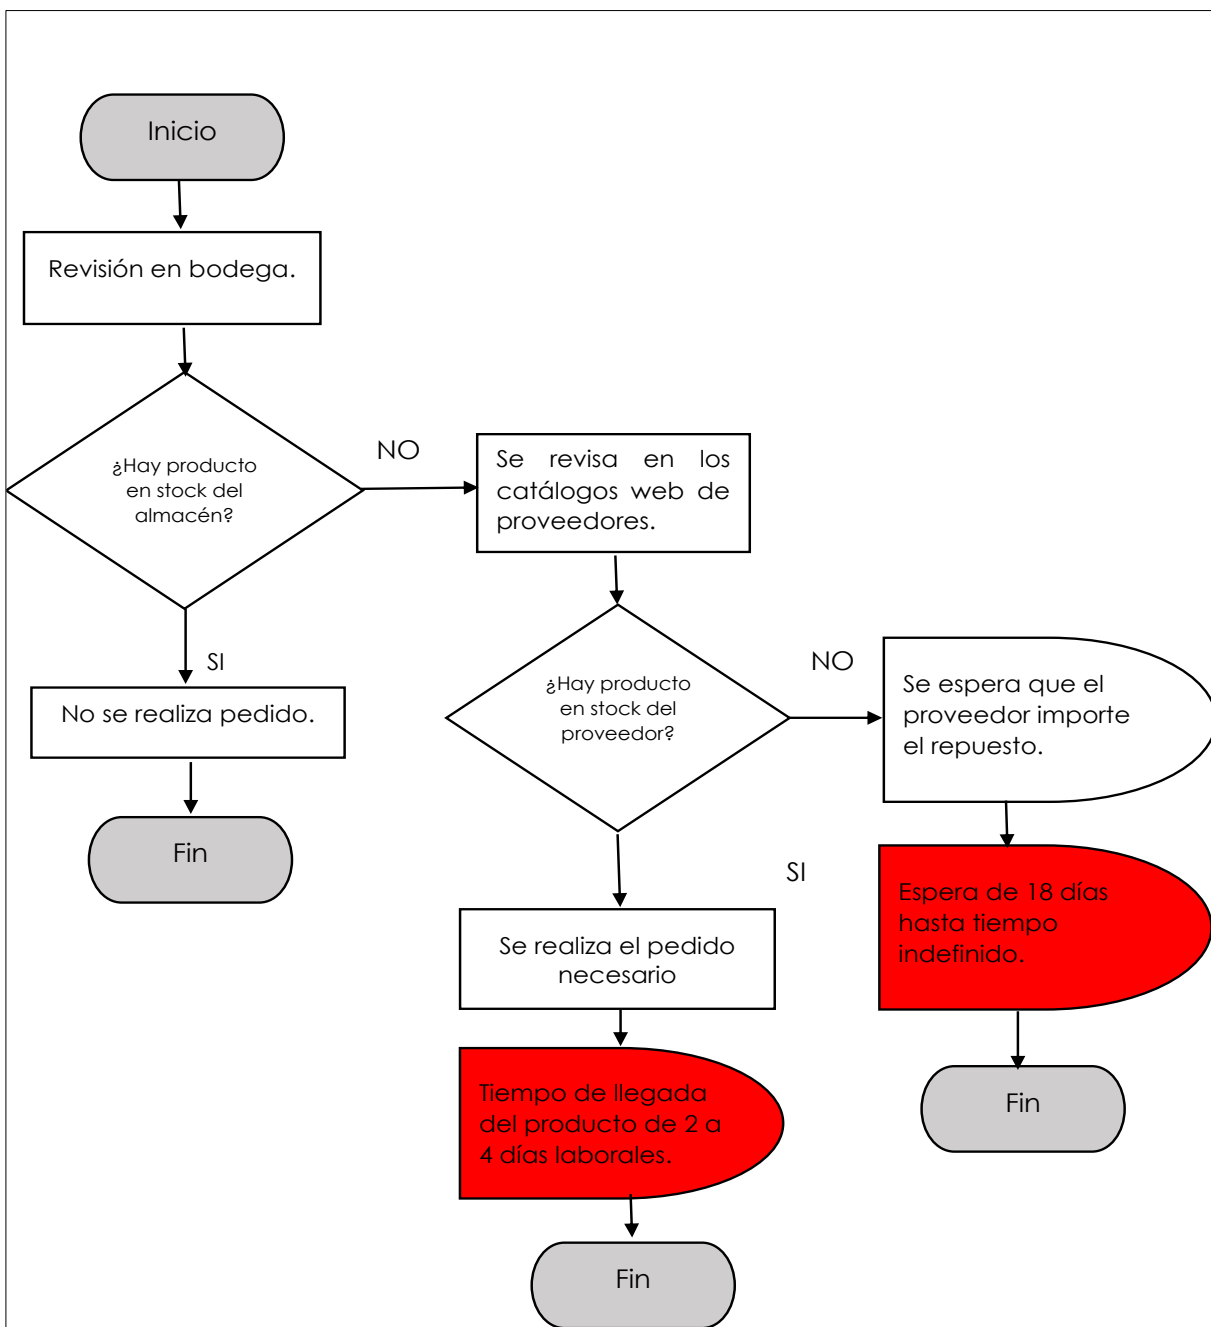 Inicio
Revisión en bodega.
¿Hay producto
en stock del
almacén?
NO
Se revisa en los
catálogos web de
proveedores.
SI
No se realiza pedido.
Fin
¿Hay producto
en stock del
proveedor?
NO
Se espera que el
proveedor importe
el repuesto.
SI
Espera de 18 días
hasta tiempo
indefinido.
Se realiza el pedido
necesario
Fin
Tiempo de llegada
del producto de 2 a
4 días laborales.
Fin